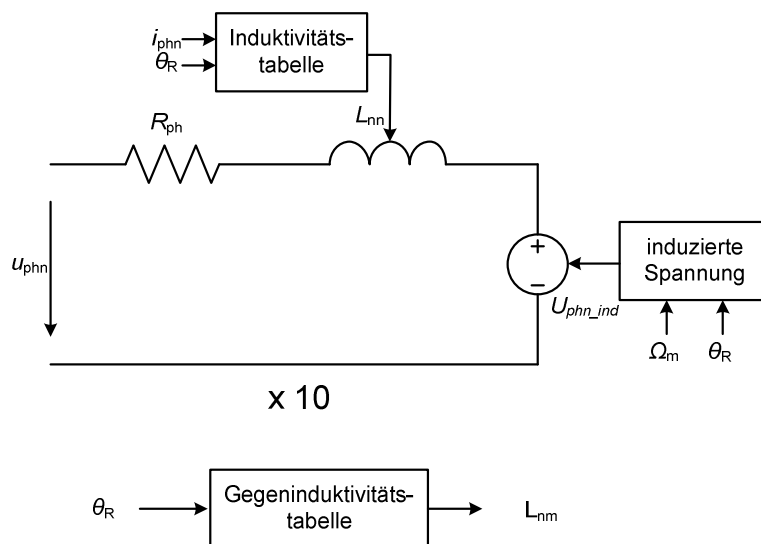 i_phn
θ_R
Induktivitäts-
tabelle
R_ph
L_nn
u_phn
+
−
U_phn_ind
induzierte
Spannung
Ω_m
θ_R
x 10
θ_R
Gegeninduktivitäts-
tabelle
L_nm